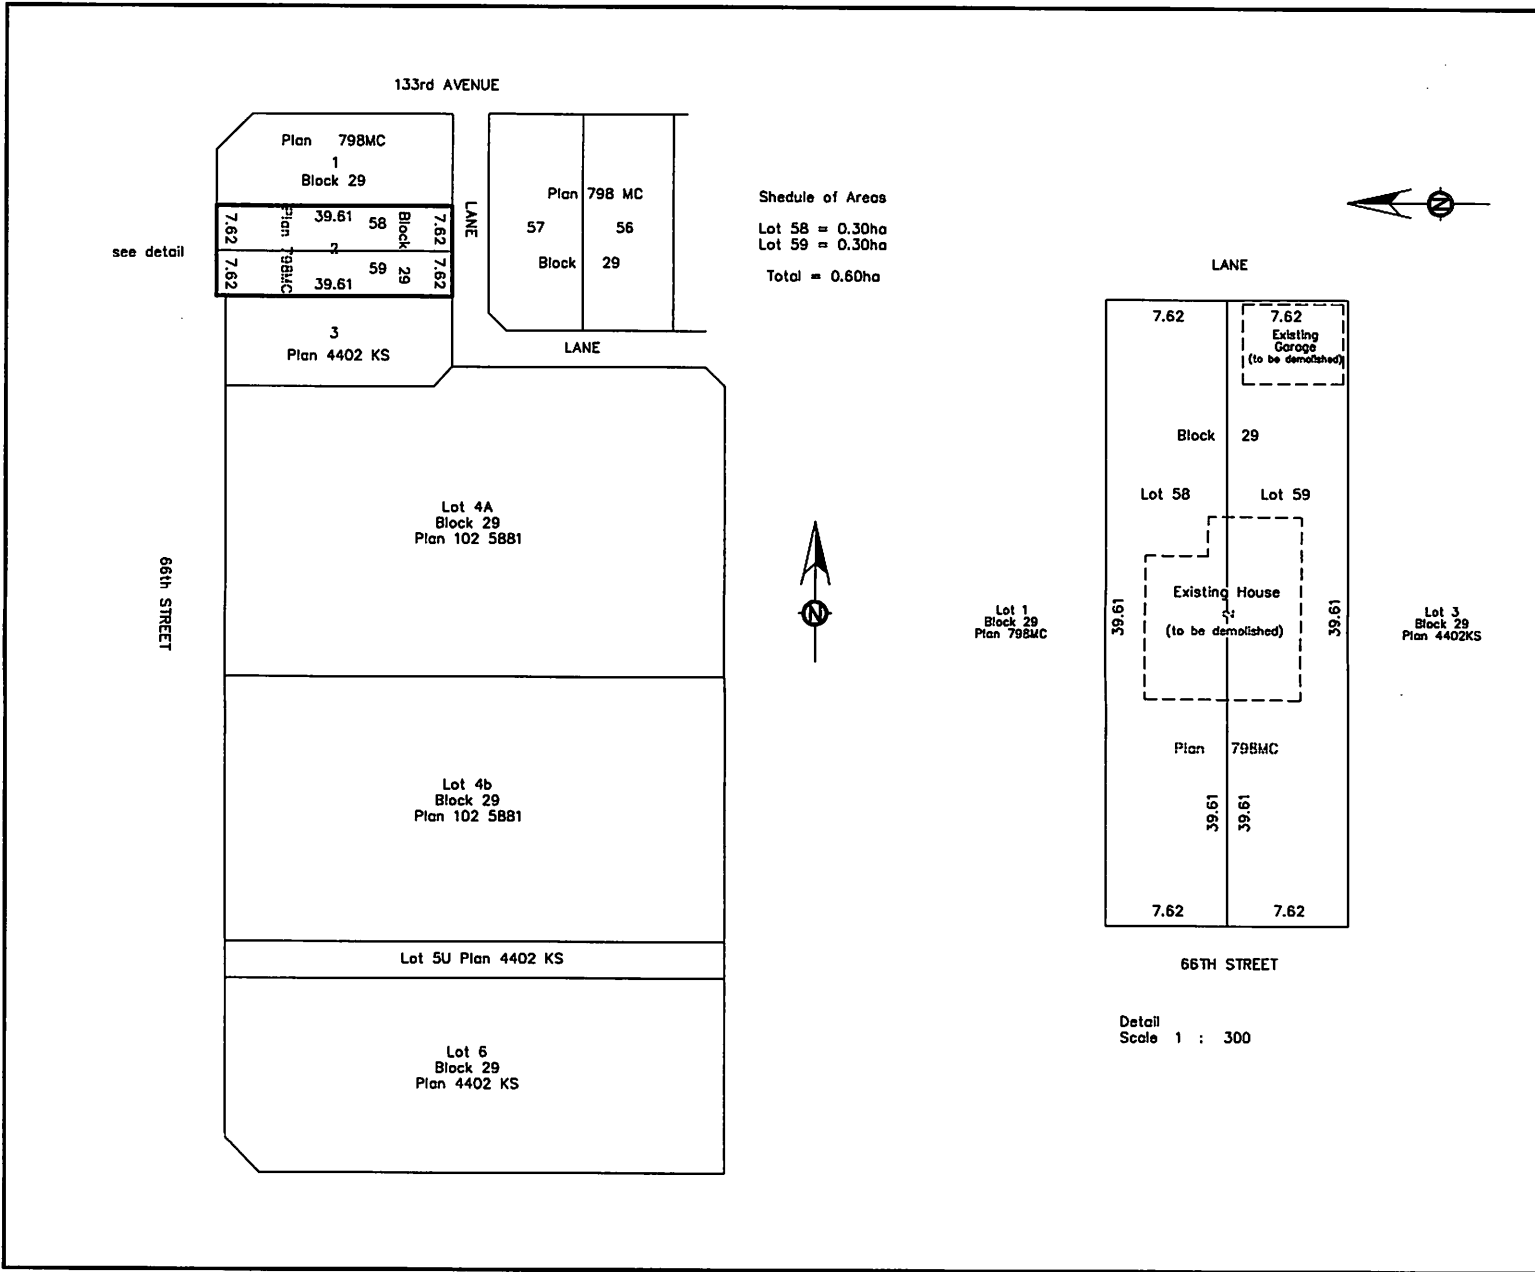 133rd AVENUE
Plan 798MC
1
Block 29
7.62
Plan 798MC
39.61
58
Block 29
7.62
2
7.62
39.61
59
7.62
see detail
LANE
3
Plan 4402 KS
Plan 798 MC
57 56
Block 29
LANE
Shedule of Areas
Lot 58 = 0.30ha
Lot 59 = 0.30ha
Total = 0.60ha
66th STREET
Lot 4A
Block 29
Plan 102 5881
Lot 4b
Block 29
Plan 102 5881
Lot 5U Plan 4402 KS
Lot 6
Block 29
Plan 4402 KS
N
N
LANE
7.62 7.62
Existing
Garage
(to be demolished)
Block 29
Lot 58 Lot 59
Existing House
(to be demolished)
Lot 1
Block 29
Plan 798MC
39.61
39.61
Lot 3
Block 29
Plan 4402KS
Plan 798MC
39.61
39.61
7.62 7.62
66TH STREET
Detail
Scale 1 : 300